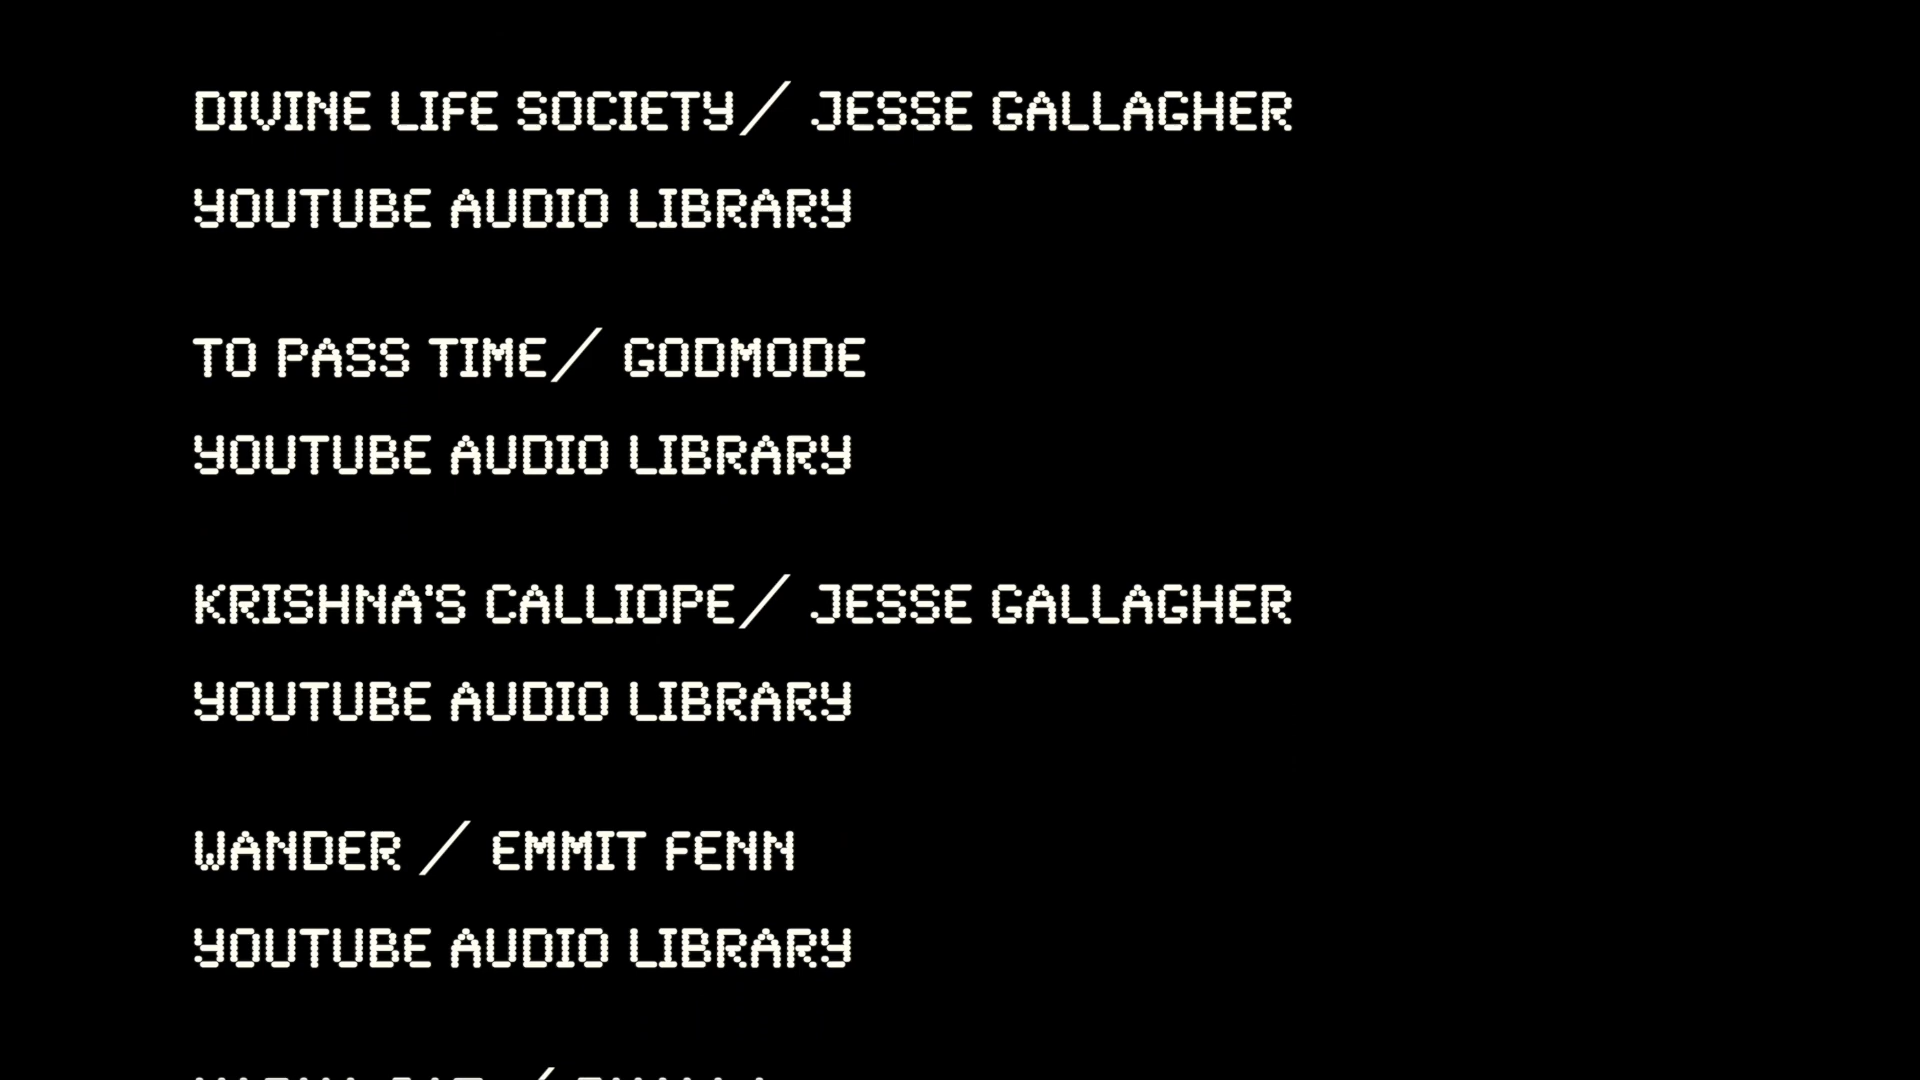 DIVINE LIFE SOCIETY/ JESSE GALLAGHER
YOUTUBE AUDIO LIBRARY
TO PASS TIME/ GODMODE
YOUTUBE AUDIO LIBRARY
KRISHNA'S CALLIOPE/ JESSE GALLAGHER
YOUTUBE AUDIO LIBRARY
WANDER / EMMIT FENN
YOUTUBE AUDIO LIBRARY